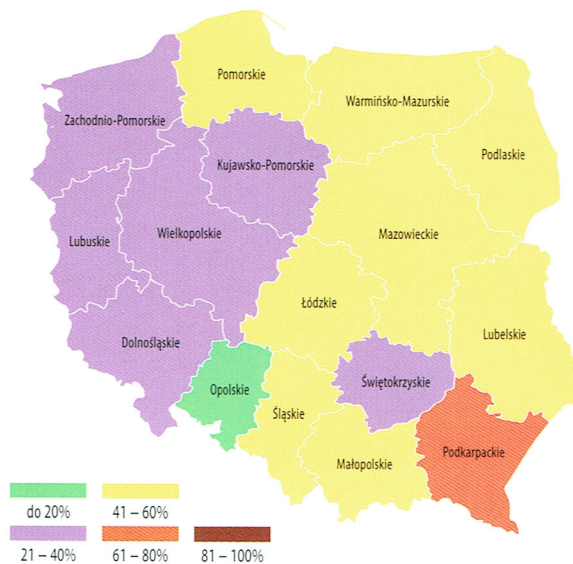 Pomorskie
Warmińsko-Mazurskie
Zachodnio-Pomorskie
Podlaskie
Kujawsko-Pomorskie
Wielkopolskie
Mazowieckie
Lubuskie
Łódzkie
Lubelskie
Dolnośląskie
Opolskie
Świętokrzyskie
Śląskie
Podkarpackie
Małopolskie
do 20%
41 – 60%
21 – 40%
61 – 80%
81 – 100%